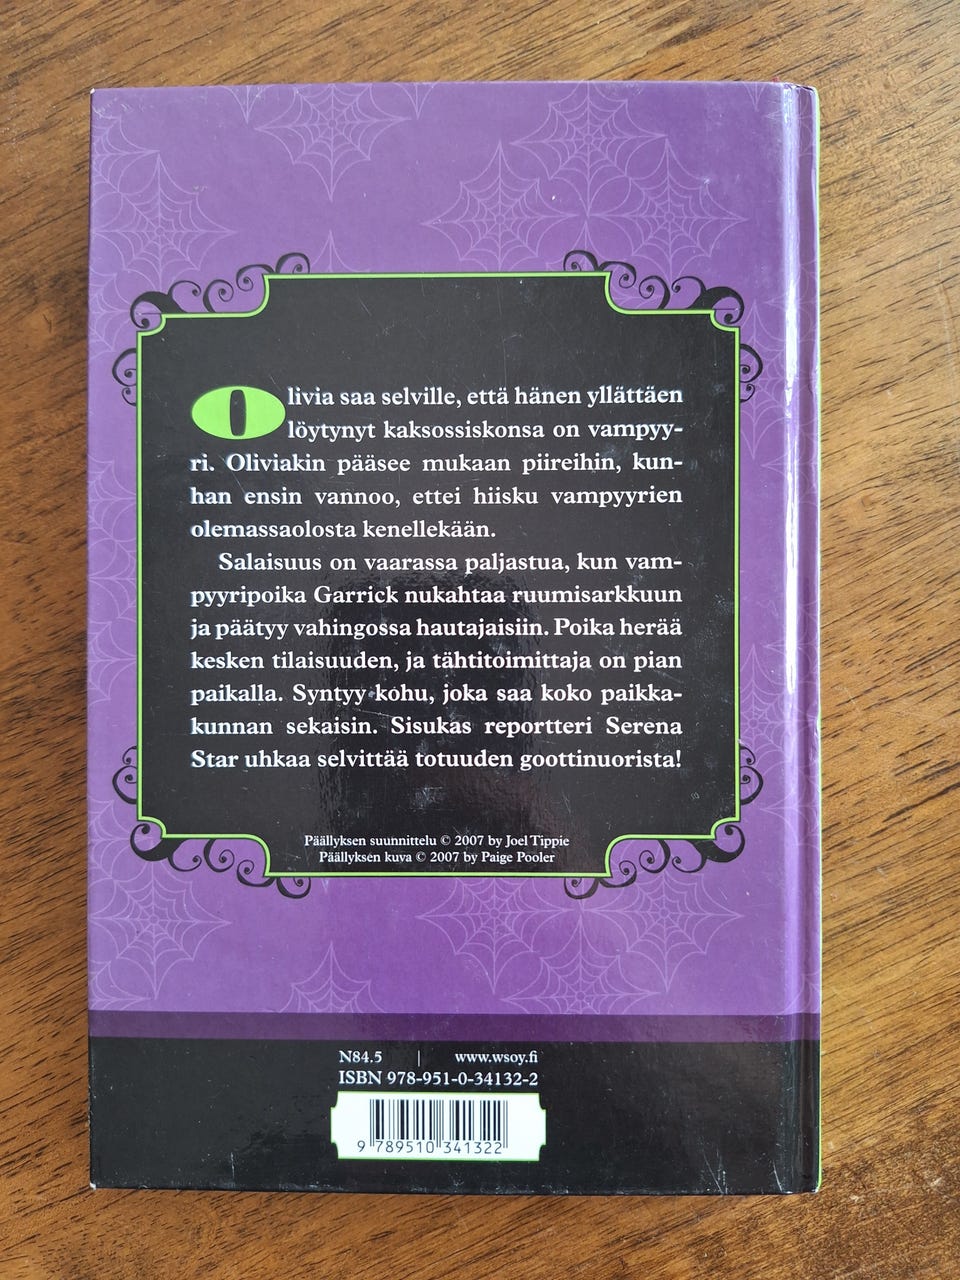 Olivia saa selville, että hänen yllättäen
löytynyt kaksossiskonsa on vampyy-
ri. Oliviakin pääsee mukaan piireihin, kun-
han ensin vannoo, ettei hiisku vampyyrien
olemassaolosta kenellekään.
Salaisuus on vaarassa paljastua, kun vam-
pyyripoika Garrick nukahtaa ruumisarkkuun
ja päätyy vahingossa hautajaisiin. Poika herää
kesken tilaisuuden, ja tähtitoimittaja on pian
paikalla. Syntyy kohu, joka saa koko paikka-
kunnan sekaisin. Sisukas reportteri Serena
Star uhkaa selvittää totuuden goottinuorista!
Päällyksen suunnittelu © 2007 by Joel Tippie
Päällyksen kuva © 2007 by Paige Pooler
N84.5 | www.wsoy.fi
ISBN 978-951-0-34132-2
9 789510 341322